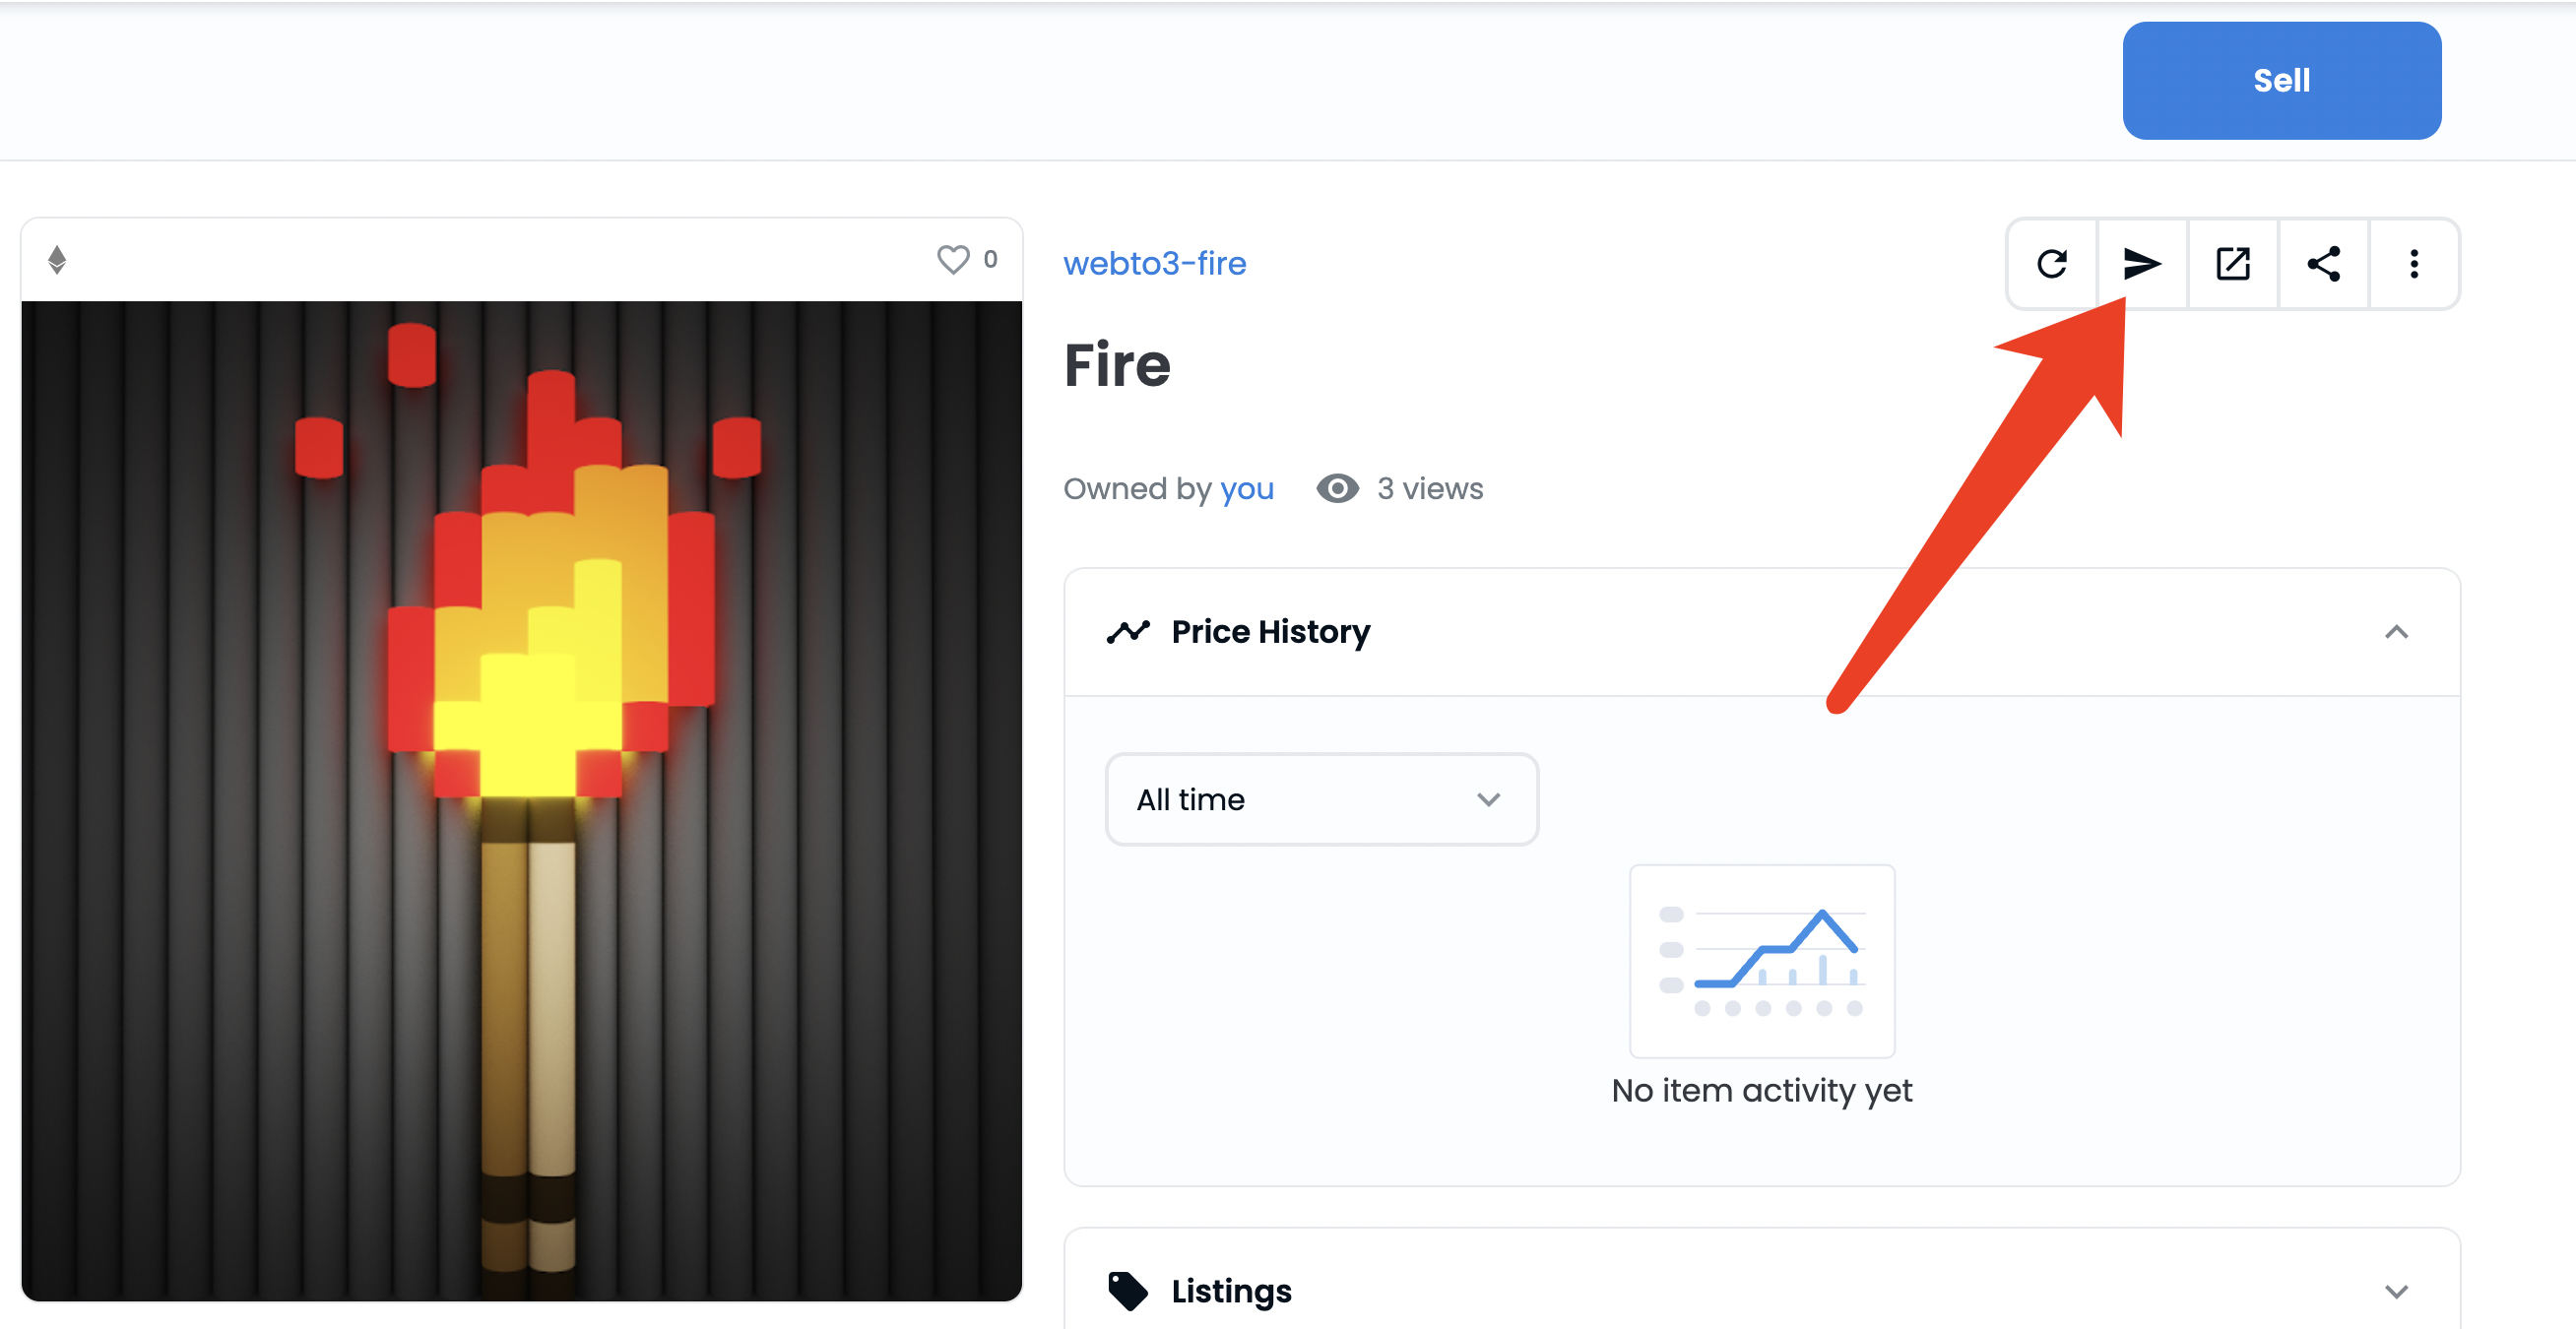 Sell
0
webto3-fire
Fire
Owned by you
3 views
Price History
All time
No item activity yet
Listings